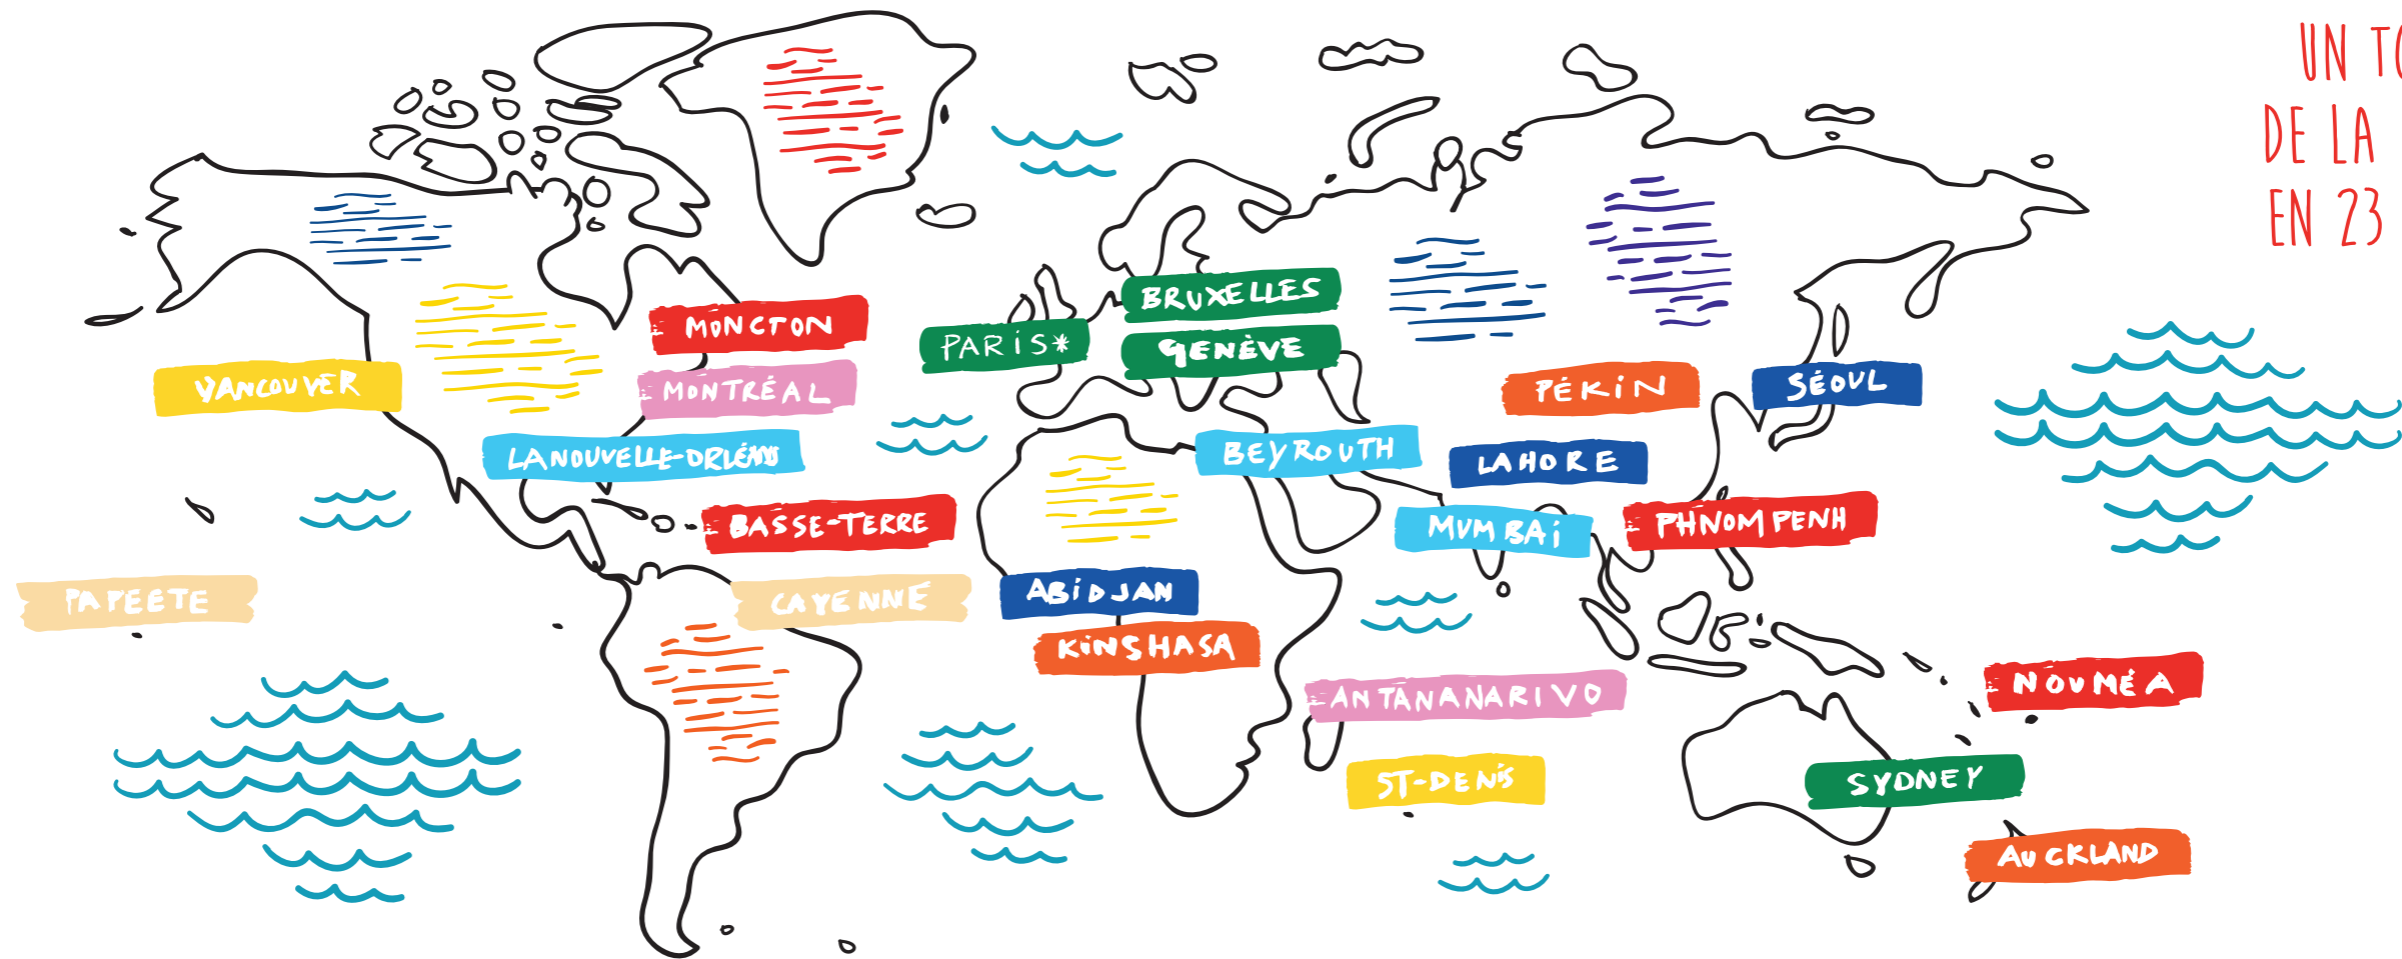 UN TO
DE LA
EN 23
BRUXELLES
MONCTON
PARIS*
GENÈVE
VANCOUVER
MONTRÉAL
PÉKIN
SÉOUL
LA NOUVELLE-ORLÉANS
BEYROUTH
LAHORE
BASSE-TERRE
MUMBAI
PHNOM PENH
PAPEETE
CAYENNE
ABIDJAN
KINSHASA
ANTANANARIVO
NOUMÉA
ST-DENIS
SYDNEY
AUCKLAND